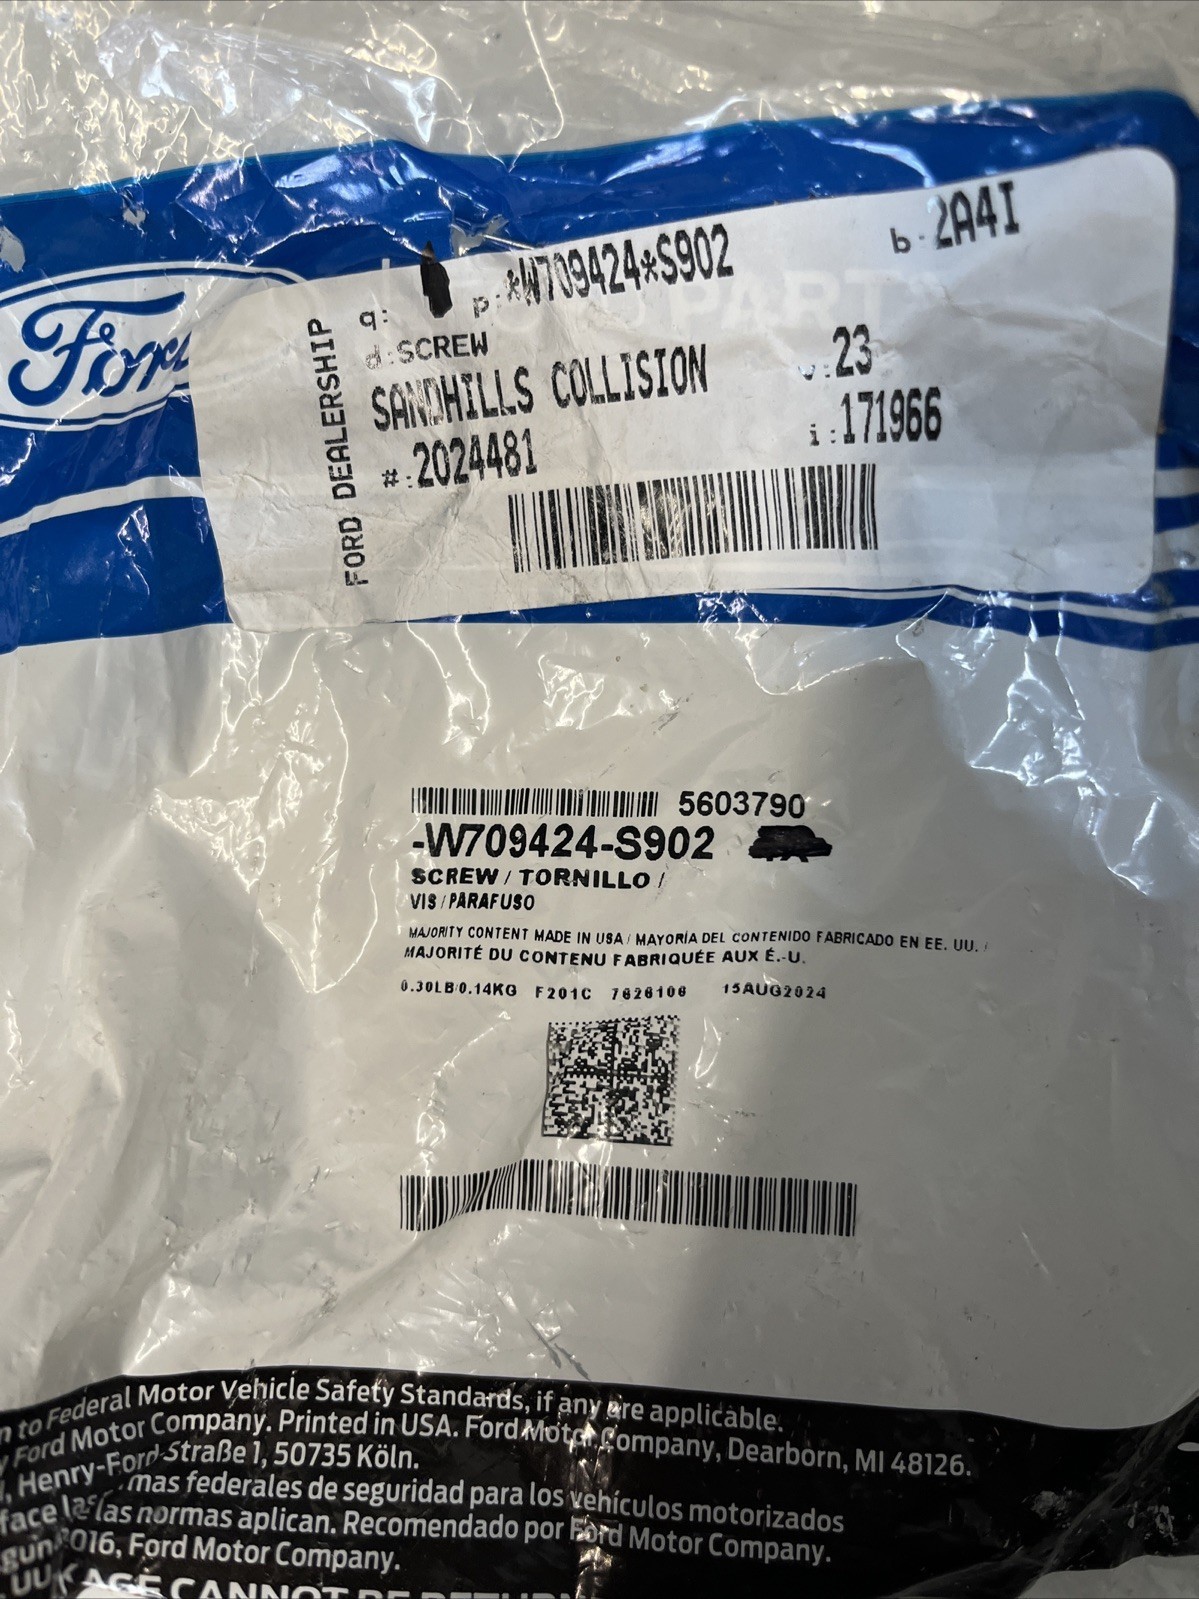 Ford
FORD DEALERSHIP
q: p:*W709424*S902 b:2A4I
d:SCREW
SANDHILLS COLLISION v:23
#:2024481 i:171966
5603790
-W709424-S902
SCREW / TORNILLO /
VIS / PARAFUSO
MAJORITY CONTENT MADE IN USA / MAYORÍA DEL CONTENIDO FABRICADO EN EE. UU. /
MAJORITÉ DU CONTENU FABRIQUÉE AUX É.-U.
0.30LB/0.14KG F201C 7626106 15AUG2024
to Federal Motor Vehicle Safety Standards, if any are applicable.
Ford Motor Company. Printed in USA. Ford Motor Company, Dearborn, MI 48126.
Henry-Ford-Straße 1, 50735 Köln.
mas federales de seguridad para los vehículos motorizados
las normas aplican. Recomendado por Ford Motor Company.
2016, Ford Motor Company.
CANNOT BE